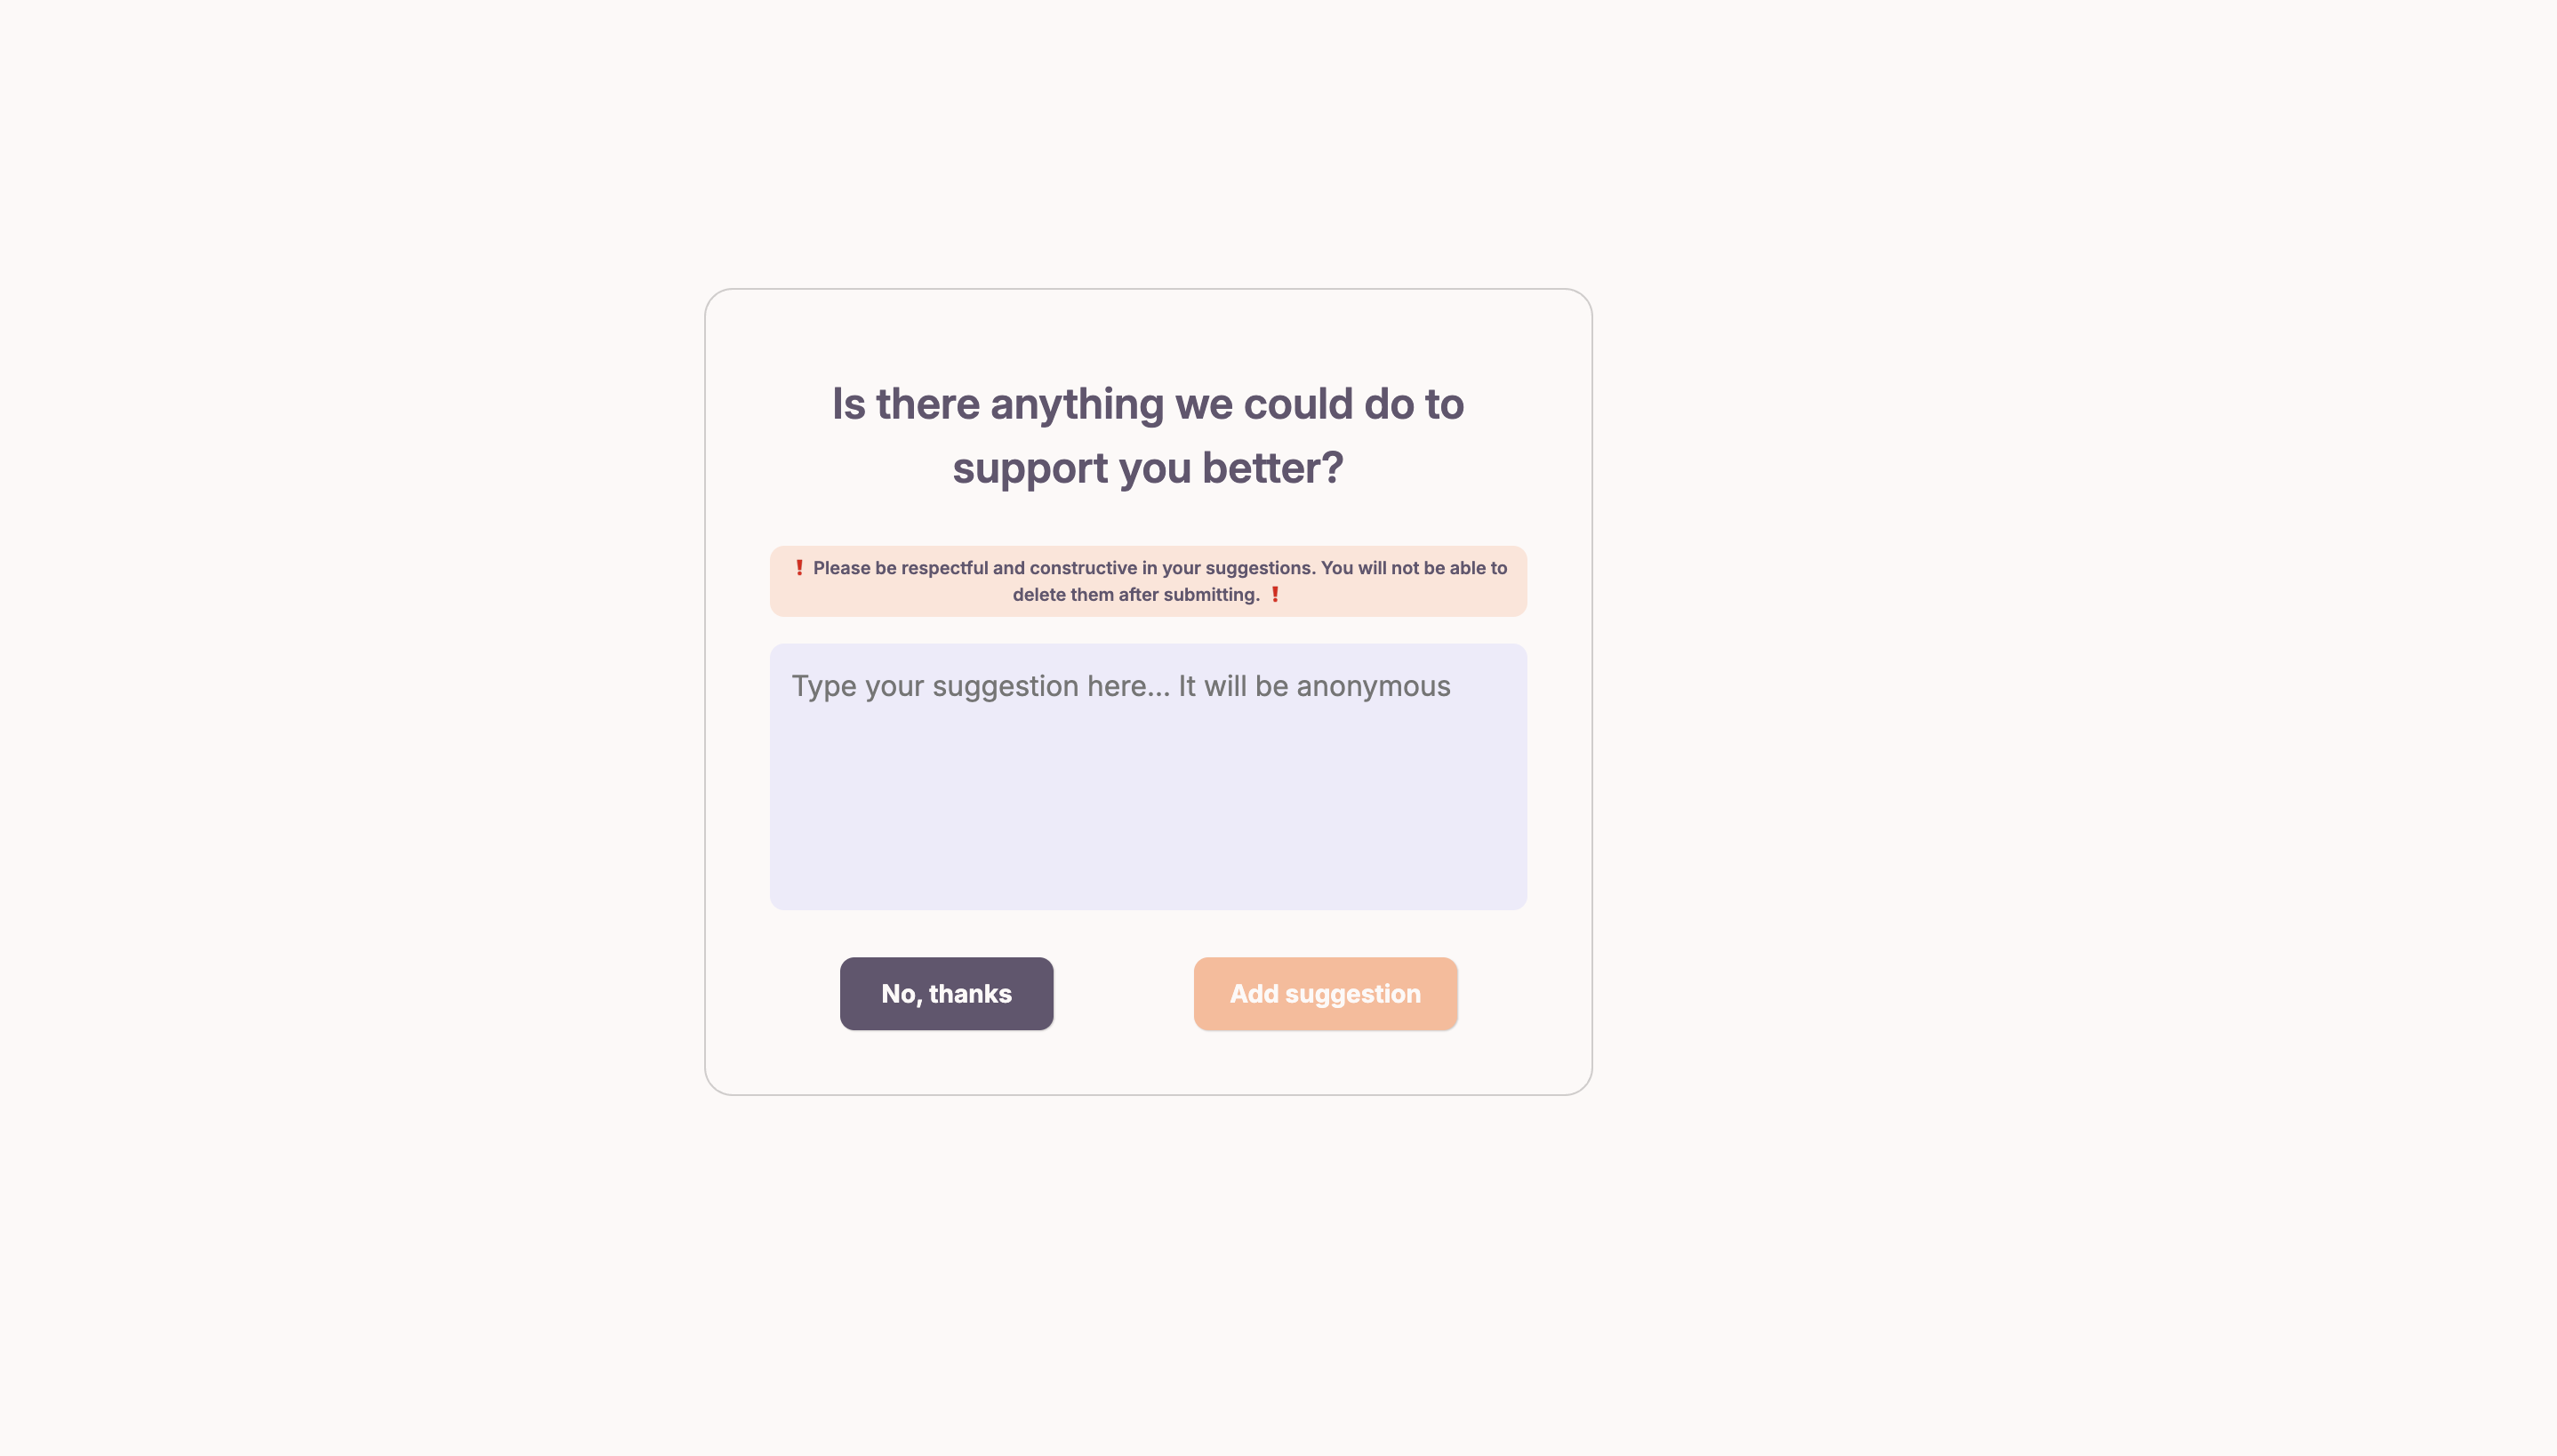 Is there anything we could do to
support you better?
❗ Please be respectful and constructive in your suggestions. You will not be able to
delete them after submitting. ❗
Type your suggestion here... It will be anonymous
No, thanks
Add suggestion